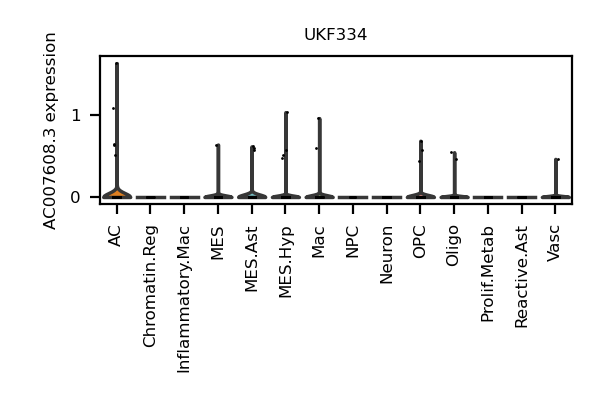 UKF334
AC007608.3 expression
1
0
AC
Chromatin.Reg
Inflammatory.Mac
MES
MES.Ast
MES.Hyp
Mac
NPC
Neuron
OPC
Oligo
Prolif.Metab
Reactive.Ast
Vasc